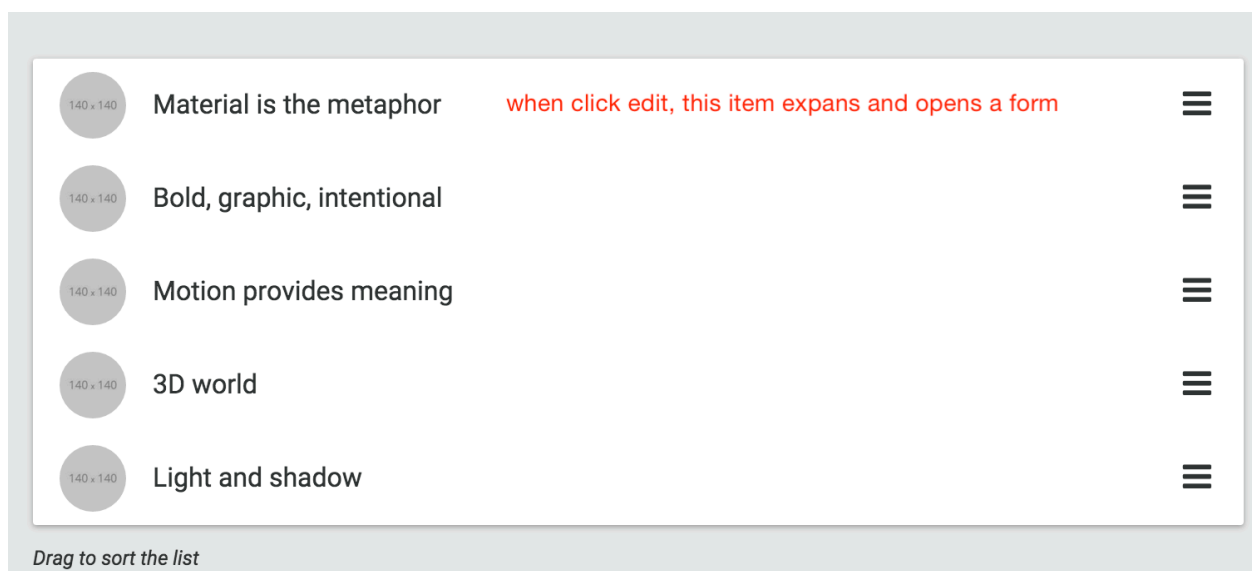 140 x 140 Material is the metaphor when click edit, this item expans and opens a form
140 x 140 Bold, graphic, intentional
140 x 140 Motion provides meaning
140 x 140 3D world
140 x 140 Light and shadow
Drag to sort the list